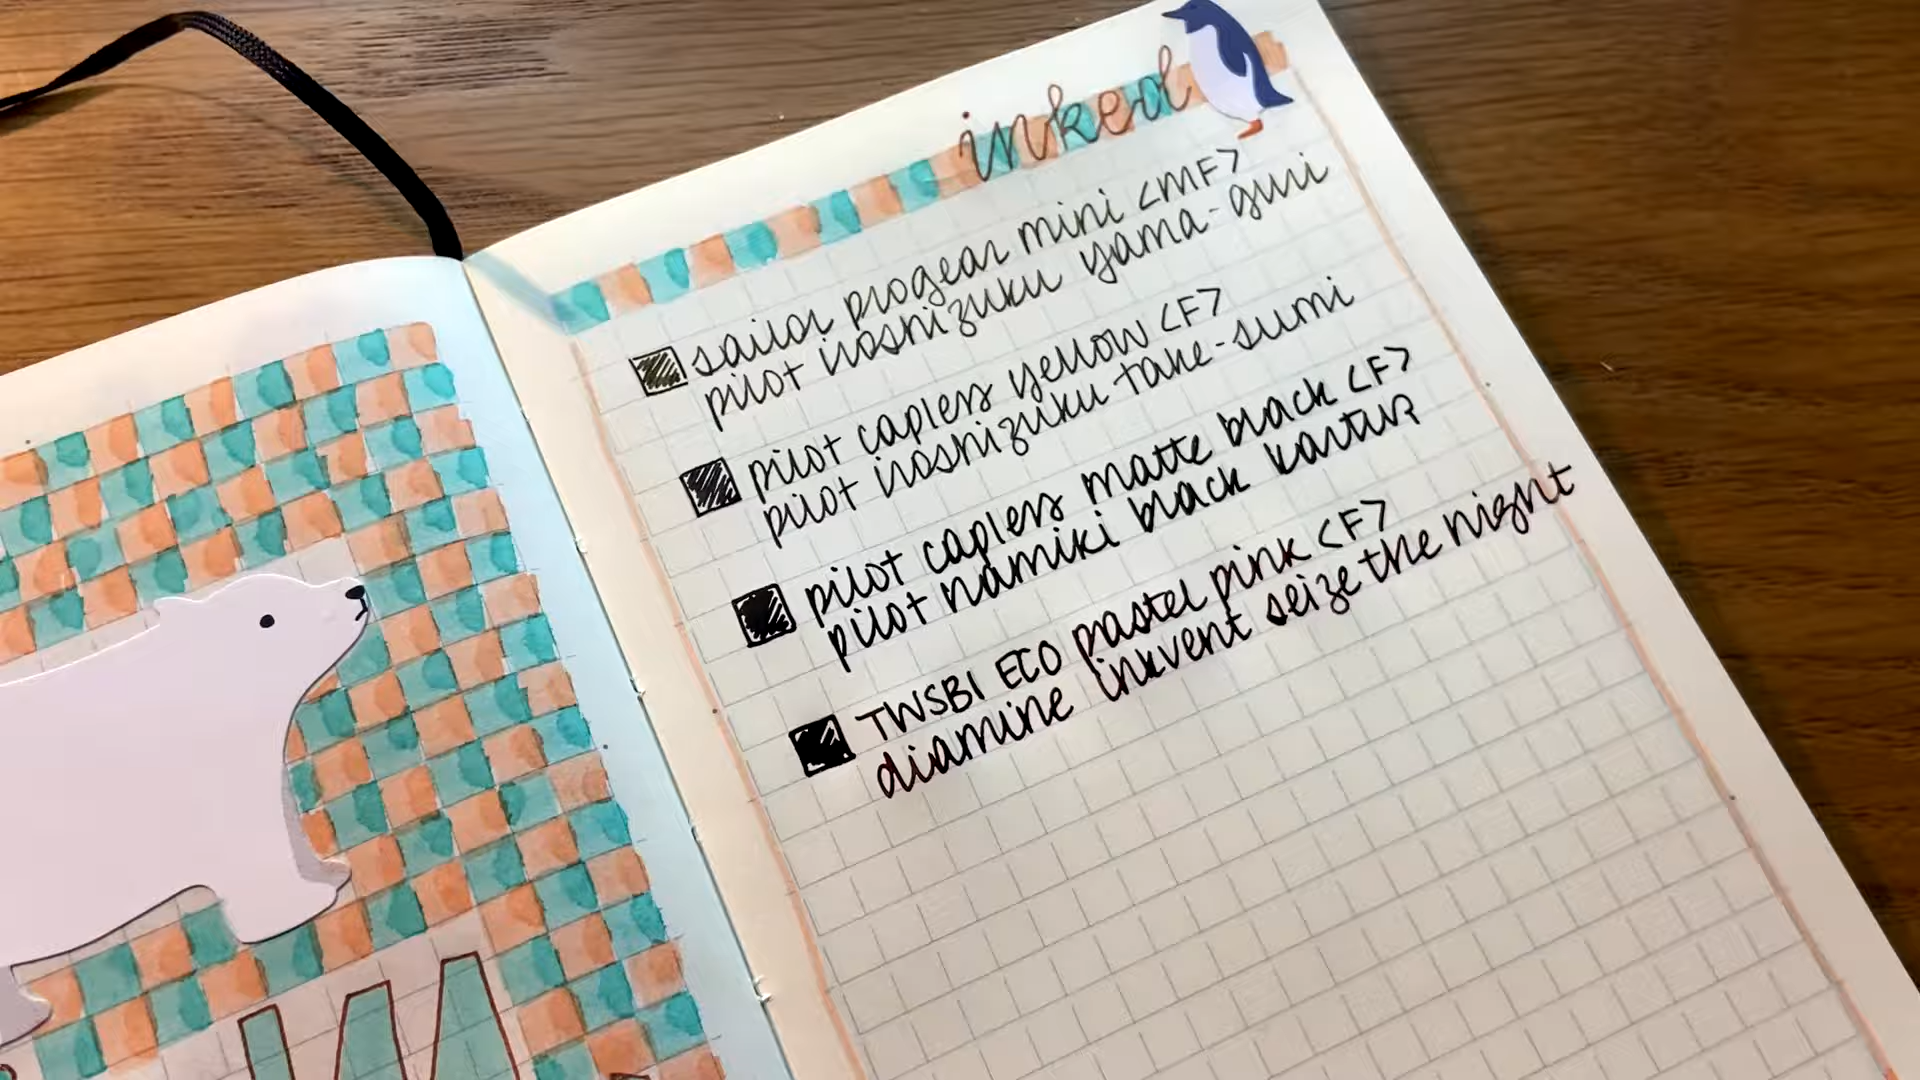 inked
sailor progear mini <MF>
pilot iroshizuku yama-guri
pilot capless yellow <F>
pilot iroshizuku take-sumi
pilot capless matte black <F>
pilot namiki black kartuş
TWSBI ECO pastel pink <F>
diamine inkvent seize the night